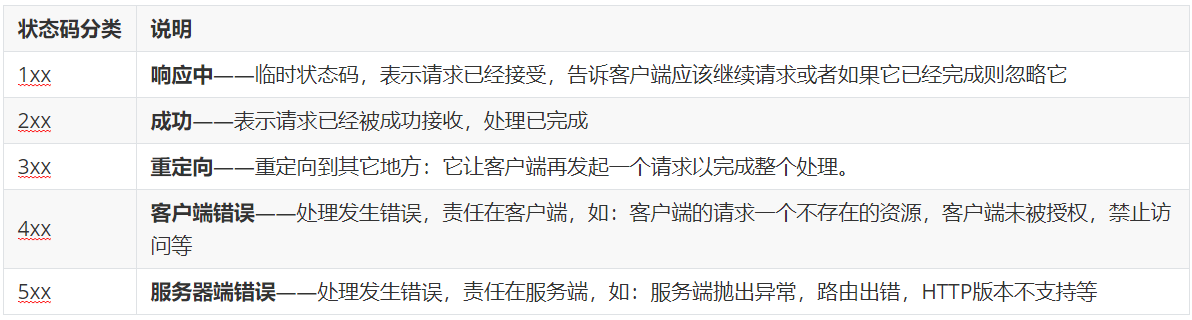 状态码分类 说明
1xx 响应中——临时状态码，表示请求已经接受，告诉客户端应该继续请求或者如果它已经完成则忽略它
2xx 成功——表示请求已经被成功接收，处理已完成
3xx 重定向——重定向到其它地方：它让客户端再发起一个请求以完成整个处理。
4xx 客户端错误——处理发生错误，责任在客户端，如：客户端的请求一个不存在的资源，客户端未被授权，禁止访
问等
5xx 服务器端错误——处理发生错误，责任在服务端，如：服务端抛出异常，路由出错，HTTP版本不支持等